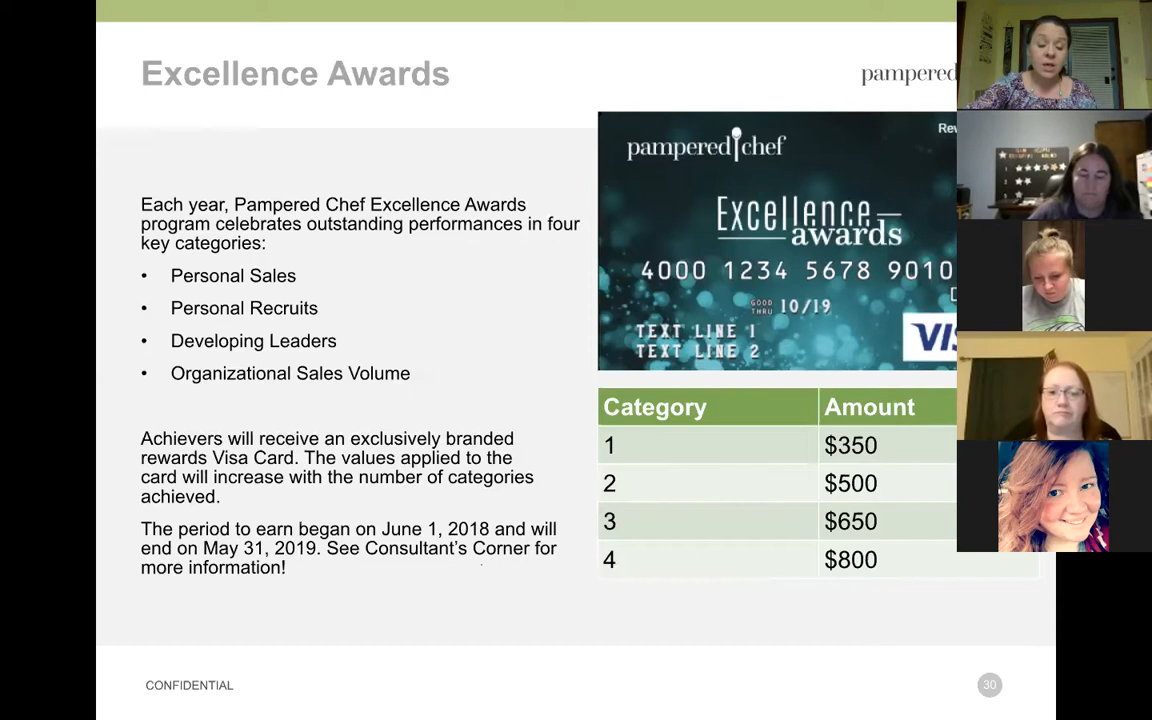 Excellence Awards
pampered
Each year, Pampered Chef Excellence Awards
program celebrates outstanding performances in four
key categories:
• Personal Sales
• Personal Recruits
• Developing Leaders
• Organizational Sales Volume
Achievers will receive an exclusively branded
rewards Visa Card. The values applied to the
card will increase with the number of categories
achieved.
The period to earn began on June 1, 2018 and will
end on May 31, 2019. See Consultant's Corner for
more information!
pampered chef
Excellence
awards
4000 1234 5678 9010
GOOD THRU 10/19
TEXT LINE 1
TEXT LINE 2
Category Amount
1 $350
2 $500
3 $650
4 $800
CONFIDENTIAL
30